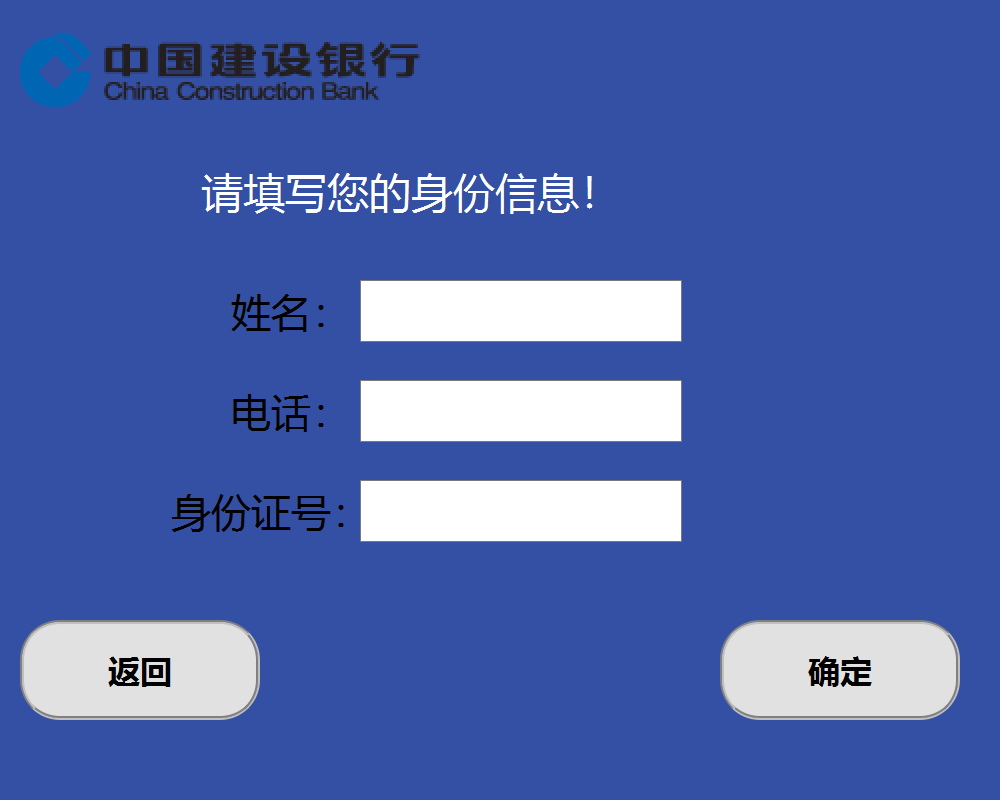 中国建设银行
China Construction Bank
请填写您的身份信息！
姓名：
电话：
身份证号：
返回
确定